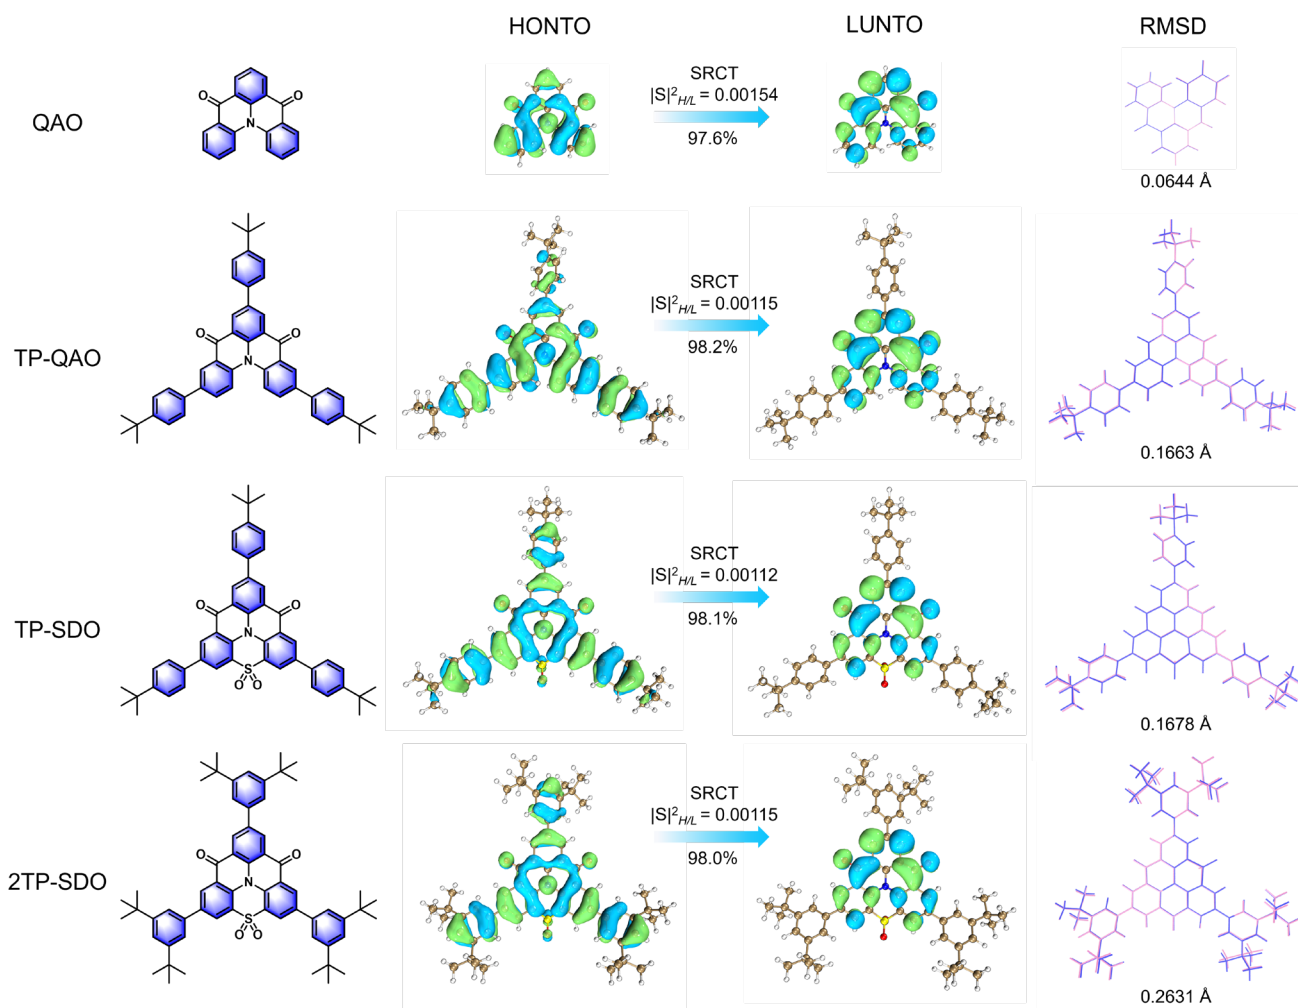 HONTO LUNTO RMSD
QAO
O O
N
SRCT
|S|²H/L = 0.00154
97.6%
0.0644 Å
TP-QAO
O O
N
SRCT
|S|²H/L = 0.00115
98.2%
0.1663 Å
TP-SDO
O O
N
S
O O
SRCT
|S|²H/L = 0.00112
98.1%
0.1678 Å
2TP-SDO
O O
N
S
O O
SRCT
|S|²H/L = 0.00115
98.0%
0.2631 Å